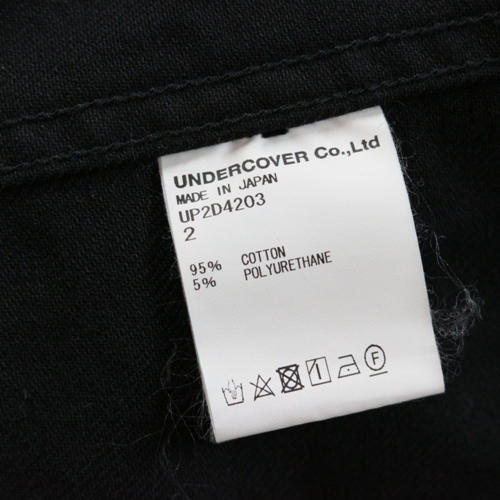 UNDERCOVER Co.,Ltd
MADE IN JAPAN
UP2D4203
2
95% COTTON
5% POLYURETHANE
F